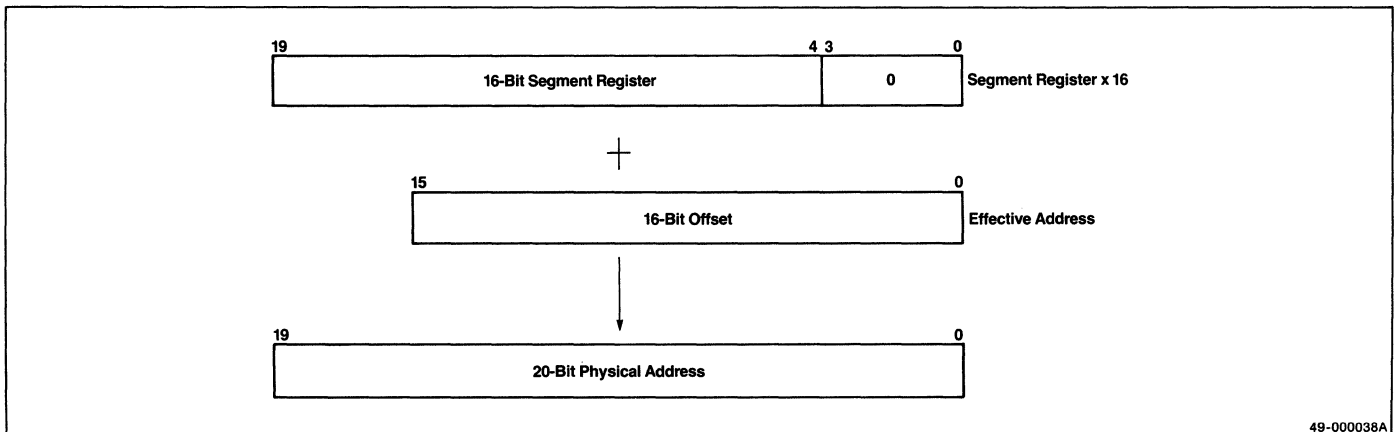 19 4 3 0
16-Bit Segment Register 0 Segment Register x 16
+
15 0
16-Bit Offset Effective Address
19 0
20-Bit Physical Address
49-000038A